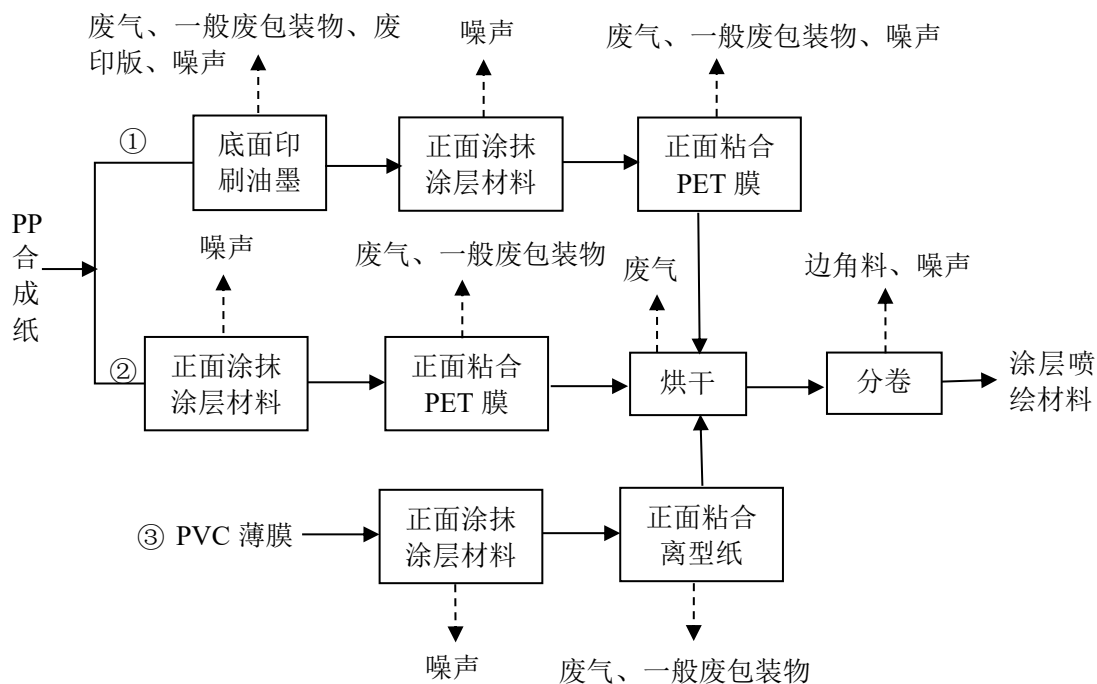 废气、一般废包装物、废
印版、噪声
噪声
废气、一般废包装物、噪声
①
底面印
刷油墨
正面涂抹
涂层材料
正面粘合
PET 膜
PP
合
成
纸
噪声
废气、一般废包装物
废气
边角料、噪声
②
正面涂抹
涂层材料
正面粘合
PET 膜
烘干
分卷
涂层喷
绘材料
③ PVC 薄膜
正面涂抹
涂层材料
正面粘合
离型纸
噪声
废气、一般废包装物